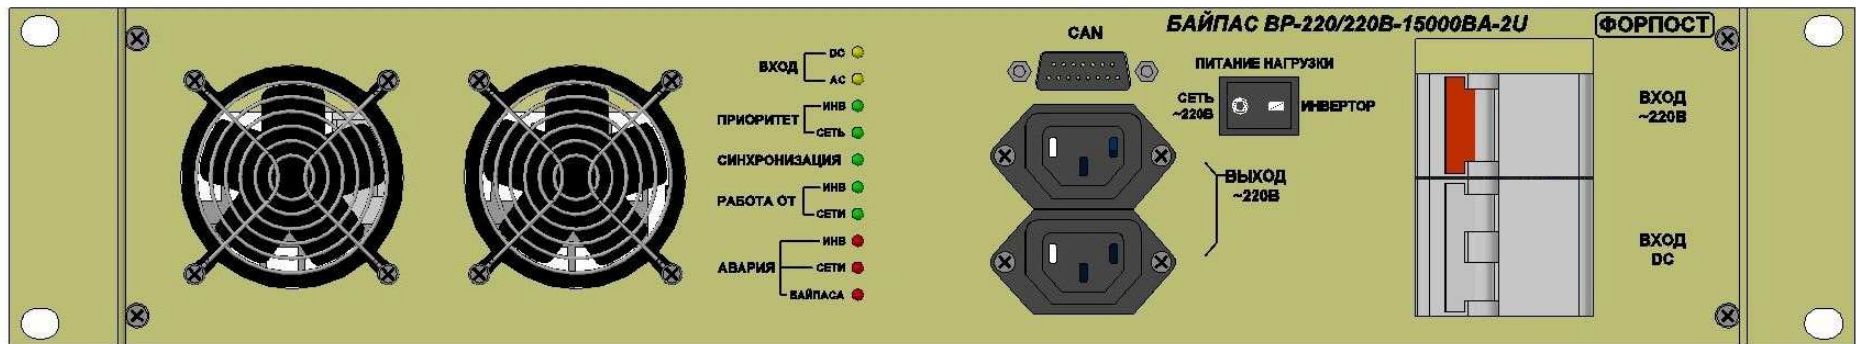 БАЙПАС ВР-220/220В-15000ВА-2U
ФОРПОСТ
CAN
ВХОД
DC
AC
ПРИОРИТЕТ
ИНВ
СЕТЬ
СИНХРОНИЗАЦИЯ
РАБОТА ОТ
ИНВ
СЕТИ
АВАРИЯ
ИНВ
СЕТИ
БАЙПАСА
ПИТАНИЕ НАГРУЗКИ
СЕТЬ
~220В
ИНВЕРТОР
ВЫХОД
~220В
ВХОД
~220В
ВХОД
DC